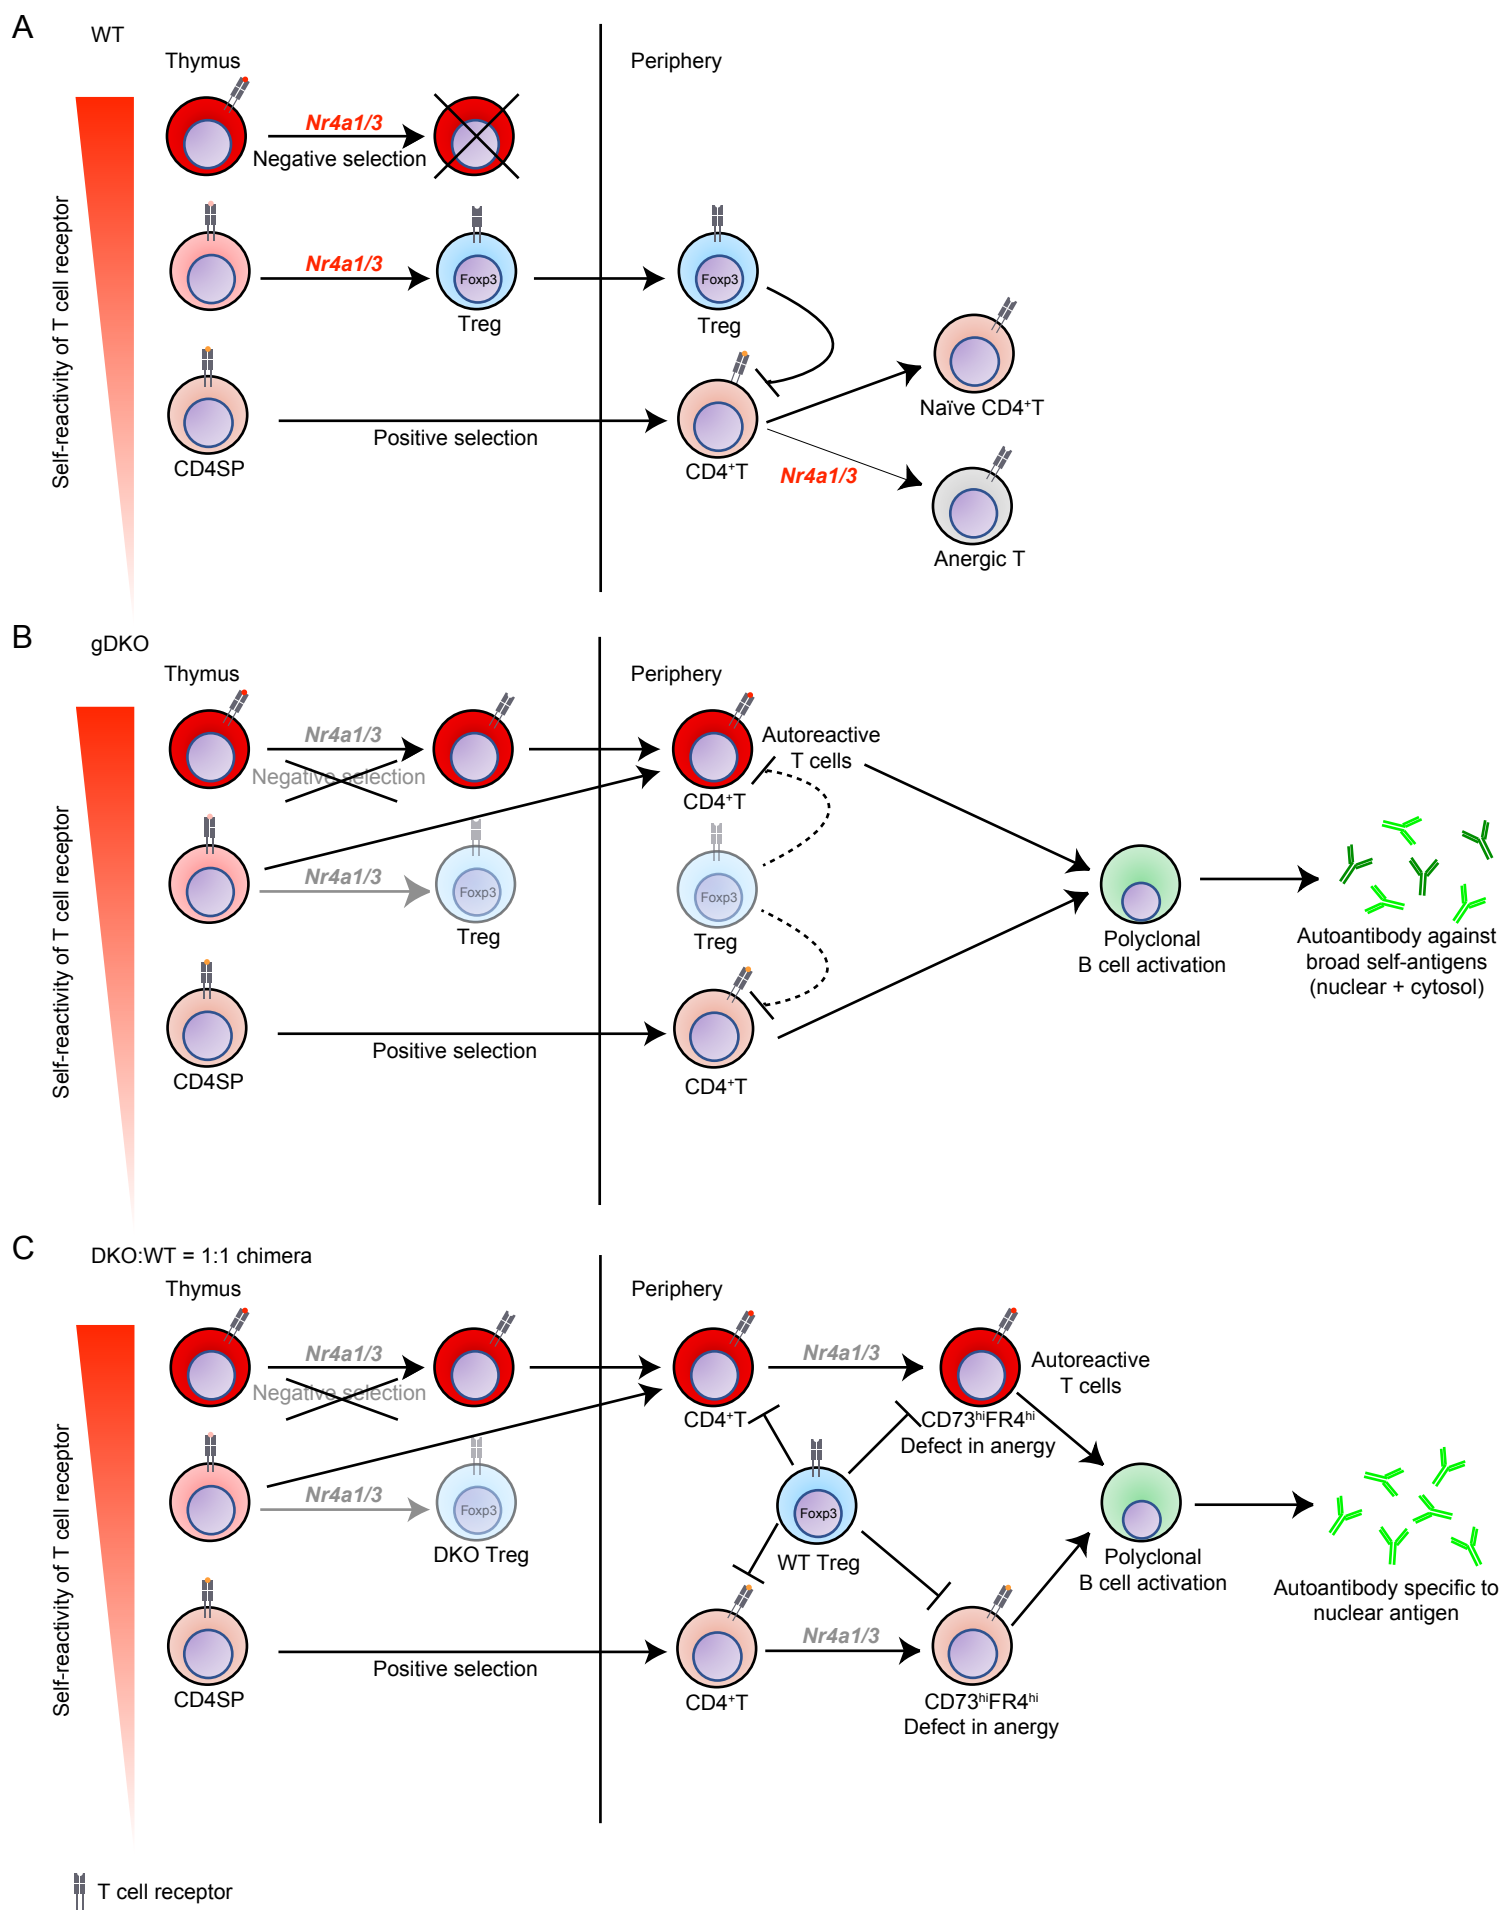 A
WT
Thymus
Periphery
Self-reactivity of T cell receptor
Nr4a1/3
Negative selection
Nr4a1/3
Foxp3
Treg
Foxp3
Treg
CD4SP
Positive selection
CD4⁺T
Nr4a1/3
Naïve CD4⁺T
Anergic T
B
gDKO
Thymus
Periphery
Self-reactivity of T cell receptor
Nr4a1/3
Negative selection
CD4⁺T
Autoreactive
T cells
Nr4a1/3
Foxp3
Treg
Foxp3
Treg
CD4SP
Positive selection
CD4⁺T
Polyclonal
B cell activation
Autoantibody against
broad self-antigens
(nuclear + cytosol)
C
DKO:WT = 1:1 chimera
Thymus
Periphery
Self-reactivity of T cell receptor
Nr4a1/3
Negative selection
CD4⁺T
Nr4a1/3
Autoreactive
T cells
CD73ʰⁱFR4ʰⁱ
Defect in anergy
Nr4a1/3
Foxp3
DKO Treg
Foxp3
WT Treg
CD4SP
Positive selection
CD4⁺T
Nr4a1/3
CD73ʰⁱFR4ʰⁱ
Defect in anergy
Polyclonal
B cell activation
Autoantibody specific to
nuclear antigen
T cell receptor